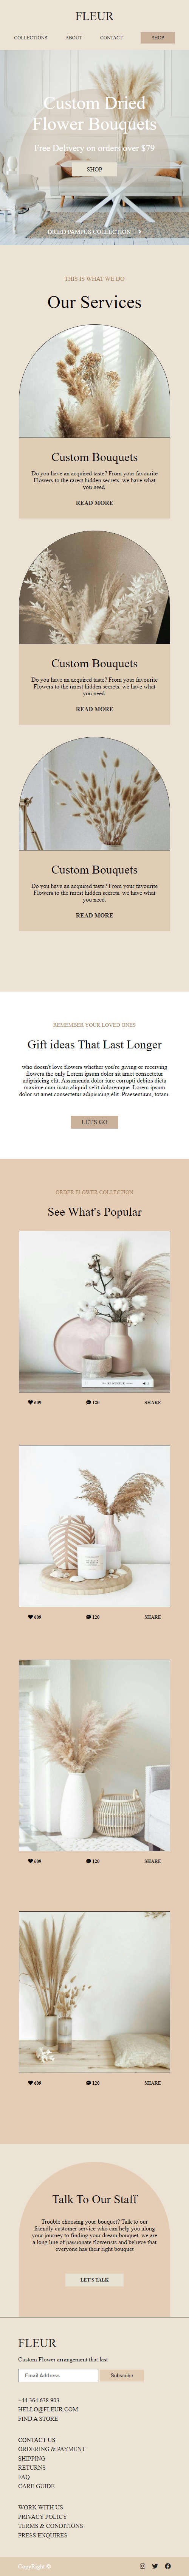 FLEUR
COLLECTIONS ABOUT CONTACT SHOP
Custom Dried
Flower Bouquets
Free Delivery on orders over $79
SHOP
DRIED PAMPUS COLLECTION
THIS IS WHAT WE DO
Our Services
Custom Bouquets
Do you have an acquired taste? From your favourite
Flowers to the rarest hidden secrets. we have what
you need.
READ MORE
Custom Bouquets
Do you have an acquired taste? From your favourite
Flowers to the rarest hidden secrets. we have what
you need.
READ MORE
Custom Bouquets
Do you have an acquired taste? From your favourite
Flowers to the rarest hidden secrets. we have what
you need.
READ MORE
REMEMBER YOUR LOVED ONES
Gift ideas That Last Longer
who doesn't love flowers whether you're giving or receiving
flowers the only Lorem ipsum dolor sit amet consectetur
adipisicing elit. Assumenda dolor iure corrupti debitis dicta
maxime cum iusto aliquid velit doloremque. Lorem ipsum
dolor sit amet consectetur adipisicing elit. Praesentium, totam.
LET'S GO
ORDER FLOWER COLLECTION
See What's Popular
609 120 SHARE
609 120 SHARE
609 120 SHARE
609 120 SHARE
Talk To Our Staff
Trouble choosing your bouquet? Talk to our
friendly customer service who can help you along
your journey to finding your dream bouquet. we are
a long line of passionate flowerists and believe that
everyone has their right bouquet
LET'S TALK
FLEUR
Custom Flower arrangement that last
Email Address Subscribe
+44 364 638 903
HELLO@FLEUR.COM
FIND A STORE
CONTACT US
ORDERING & PAYMENT
SHIPPING
RETURNS
FAQ
CARE GUIDE
WORK WITH US
PRIVACY POLICY
TERMS & CONDITIONS
PRESS ENQUIRES
CopyRight ©